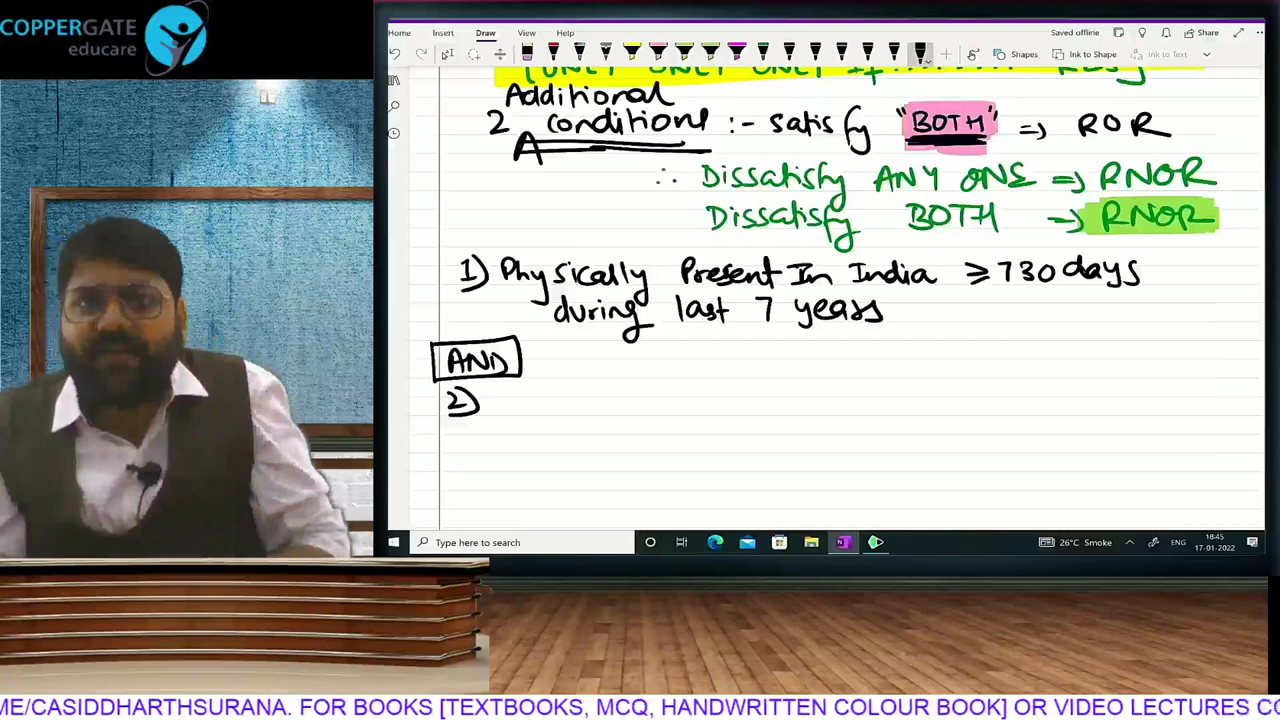 COPPERGATE
educare
Home Insert Draw View Help
Saved offline
Share
Shapes
Ink to Shape
Ink to Text
Additional
2 conditions :- satisfy "BOTH" => ROR
∴ Dissatisfy ANY ONE => RNOR
Dissatisfy BOTH => RNOR
1) Physically Present In India ≥ 730 days
during last 7 years
AND
2)
Type here to search
26°C Smoke
ENG
18:45
17-01-2022
ME/CASIDDHARTHSURANA. FOR BOOKS [TEXTBOOKS, MCQ, HANDWRITTEN COLOUR BOOK] OR VIDEO LECTURES